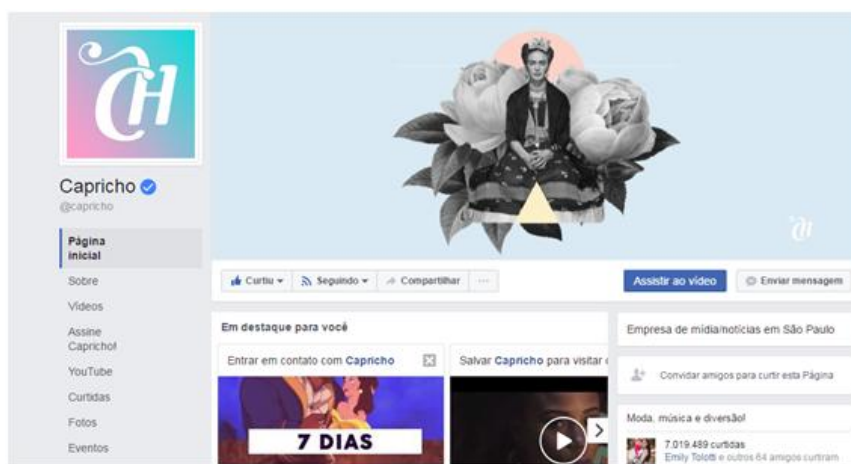 CH
Capricho
@capricho
Página
inicial
Sobre
Vídeos
Assine
Capricho!
YouTube
Curtidas
Fotos
Eventos
CH
Curtiu
Seguindo
Compartilhar
Assistir ao vídeo
Enviar mensagem
Em destaque para você
Entrar em contato com Capricho
Salvar Capricho para visitar
7 DIAS
Empresa de mídia/notícias em São Paulo
Convidar amigos para curtir esta Página
Moda, música e diversão!
7.019.489 curtidas
Emily Tolotti e outros 64 amigos curtiram